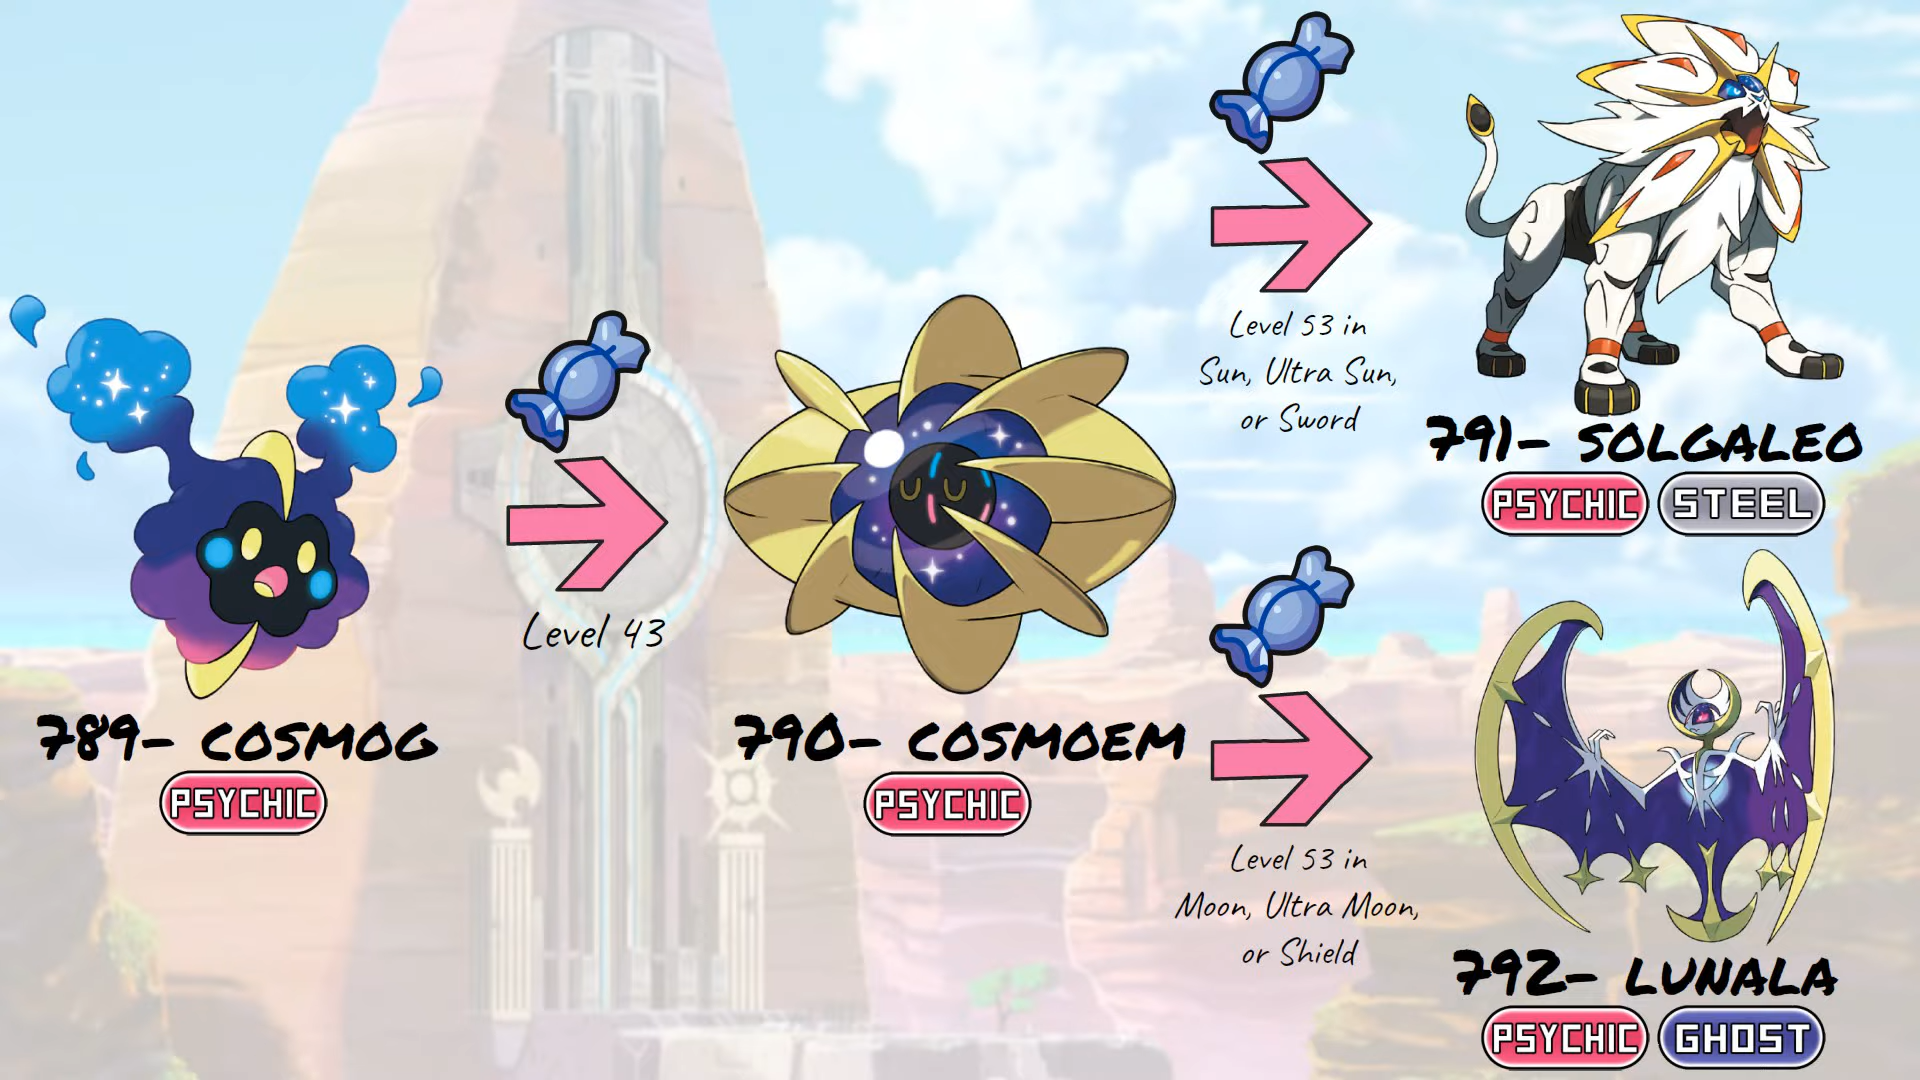 789- COSMOG
PSYCHIC
Level 43
790- COSMOEM
PSYCHIC
Level 53 in
Sun, Ultra Sun,
or Sword
791- SOLGALEO
PSYCHIC STEEL
Level 53 in
Moon, Ultra Moon,
or Shield
792- LUNALA
PSYCHIC GHOST